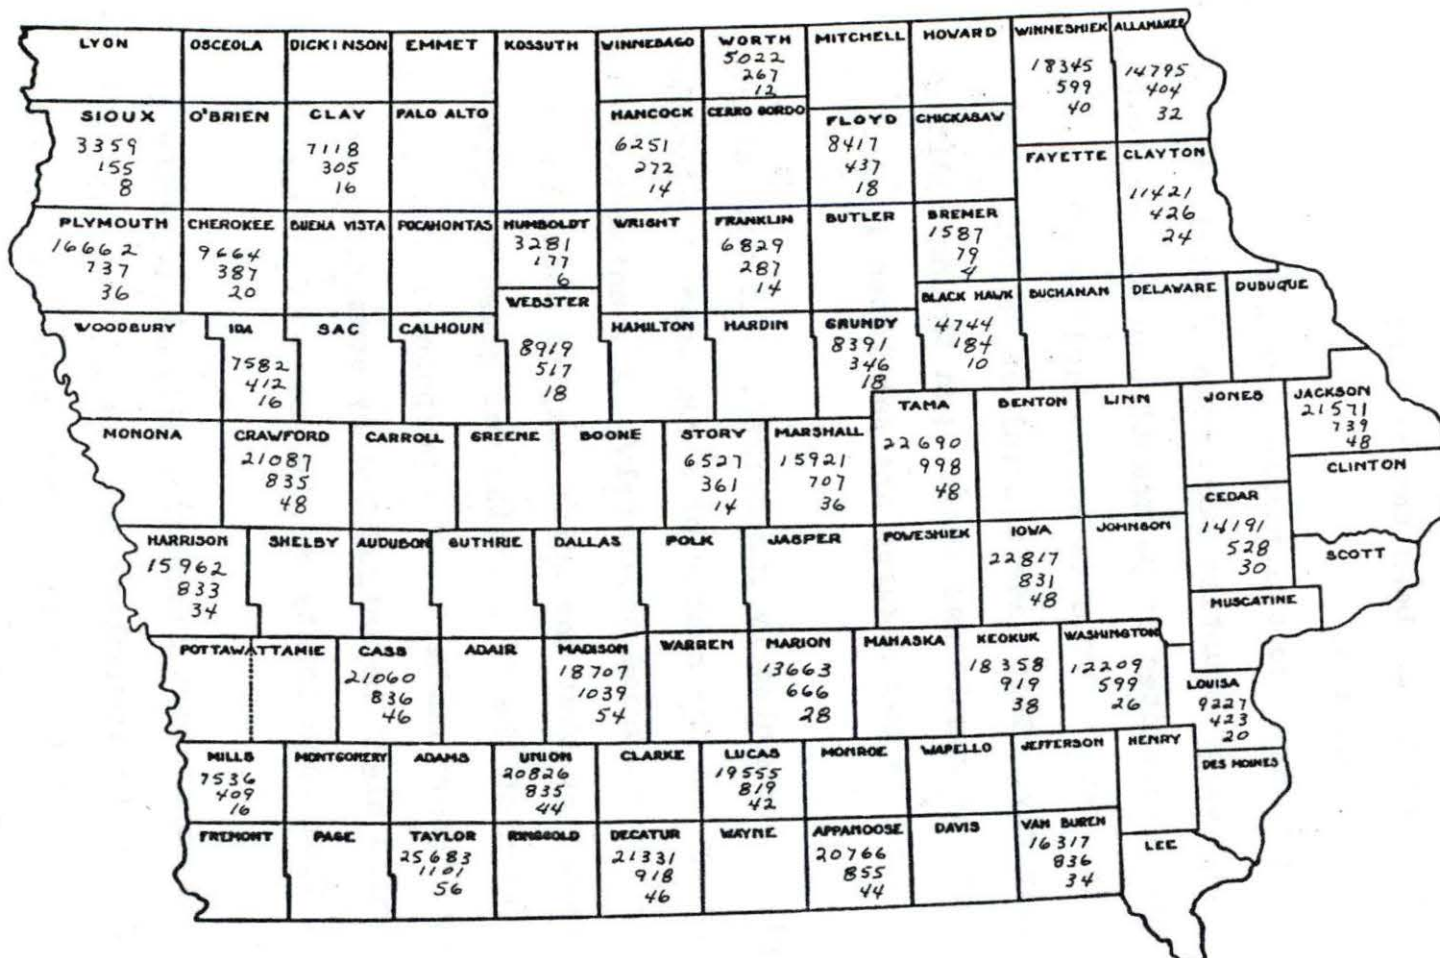 LYON
OSCEOLA
DICKINSON
EMMET
KOSSUTH
WINNEBAGO
WORTH
5022
267
12
MITCHELL
HOWARD
WINNESHIEK
18345
599
40
ALLAMAKEE
14795
404
32
SIOUX
3359
155
8
O'BRIEN
CLAY
7118
305
16
PALO ALTO
HANCOCK
6251
272
14
CERRO GORDO
FLOYD
8417
437
18
CHICKASAW
FAYETTE
CLAYTON
11421
426
24
PLYMOUTH
16662
737
36
CHEROKEE
9664
387
20
BUENA VISTA
POCAHONTAS
HUMBOLDT
3281
177
6
WRIGHT
FRANKLIN
6829
287
14
BUTLER
BREMER
1587
79
4
WOODBURY
IDA
7582
412
16
SAC
CALHOUN
WEBSTER
8919
517
18
HAMILTON
HARDIN
GRUNDY
8391
346
18
BLACK HAWK
4744
184
10
BUCHANAN
DELAWARE
DUBUQUE
MONONA
CRAWFORD
21087
835
48
CARROLL
GREENE
BOONE
STORY
6527
361
14
MARSHALL
15921
707
36
TAMA
22690
998
48
BENTON
LINN
JONES
JACKSON
21571
739
48
CLINTON
CEDAR
14191
528
30
HARRISON
15962
833
34
SHELBY
AUDUBON
GUTHRIE
DALLAS
POLK
JASPER
POWESHIEK
IOWA
22817
831
48
JOHNSON
SCOTT
MUSCATINE
POTTAWATTAMIE
CASS
21060
836
46
ADAIR
MADISON
18707
1039
54
WARREN
MARION
13663
666
28
MAHASKA
KEOKUK
18358
919
38
WASHINGTON
12209
599
26
LOUISA
9227
423
20
MILLS
7536
409
16
MONTGOMERY
ADAMS
UNION
20826
835
44
CLARKE
LUCAS
19555
819
42
MONROE
WAPELLO
JEFFERSON
HENRY
DES MOINES
FREMONT
PAGE
TAYLOR
25683
1101
56
RINGGOLD
DECATUR
21331
918
46
WAYNE
APPANOOSE
20766
855
44
DAVIS
VAN BUREN
16317
836
34
LEE